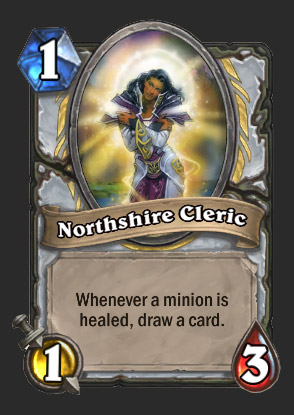 1
Northshire Cleric
Whenever a minion is
healed, draw a card.
1
3